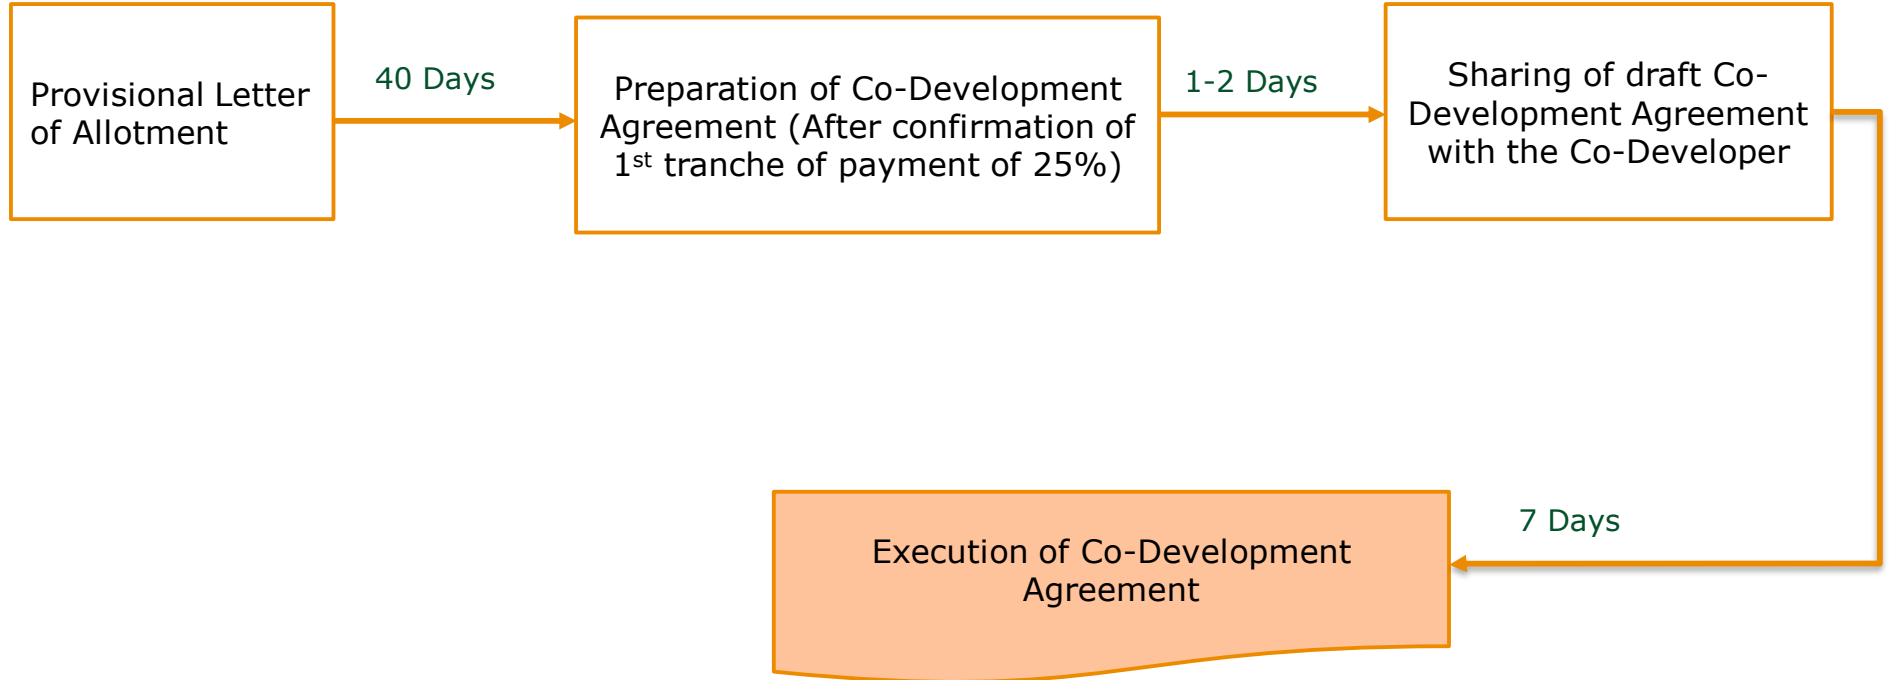 Provisional Letter
of Allotment
40 Days
Preparation of Co-Development
Agreement (After confirmation of
1st tranche of payment of 25%)
1-2 Days
Sharing of draft Co-
Development Agreement
with the Co-Developer
7 Days
Execution of Co-Development
Agreement